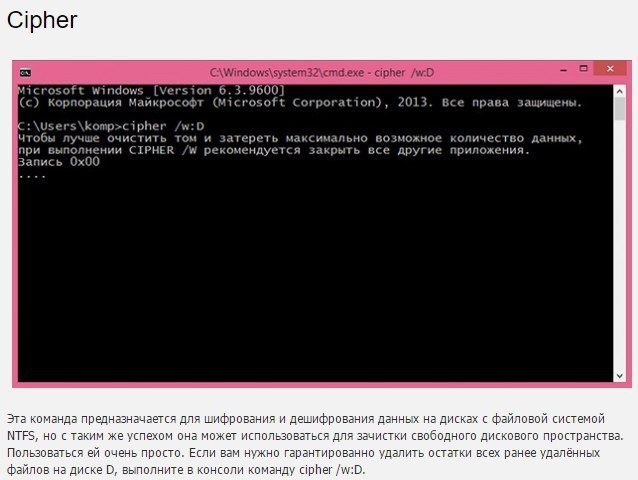 Cipher
C:\Windows\system32\cmd.exe - cipher /w:D
Microsoft Windows [Version 6.3.9600]
(c) Корпорация Майкрософт (Microsoft Corporation), 2013. Все права защищены.
C:\Users\komp>cipher /w:D
Чтобы лучше очистить том и затереть максимально возможное количество данных,
при выполнении CIPHER /W рекомендуется закрыть все другие приложения.
Запись 0x00
....
Эта команда предназначается для шифрования и дешифрования данных на дисках с файловой системой
NTFS, но с таким же успехом она может использоваться для зачистки свободного дискового пространства.
Пользоваться ей очень просто. Если вам нужно гарантированно удалить остатки всех ранее удалённых
файлов на диске D, выполните в консоли команду cipher /w:D.